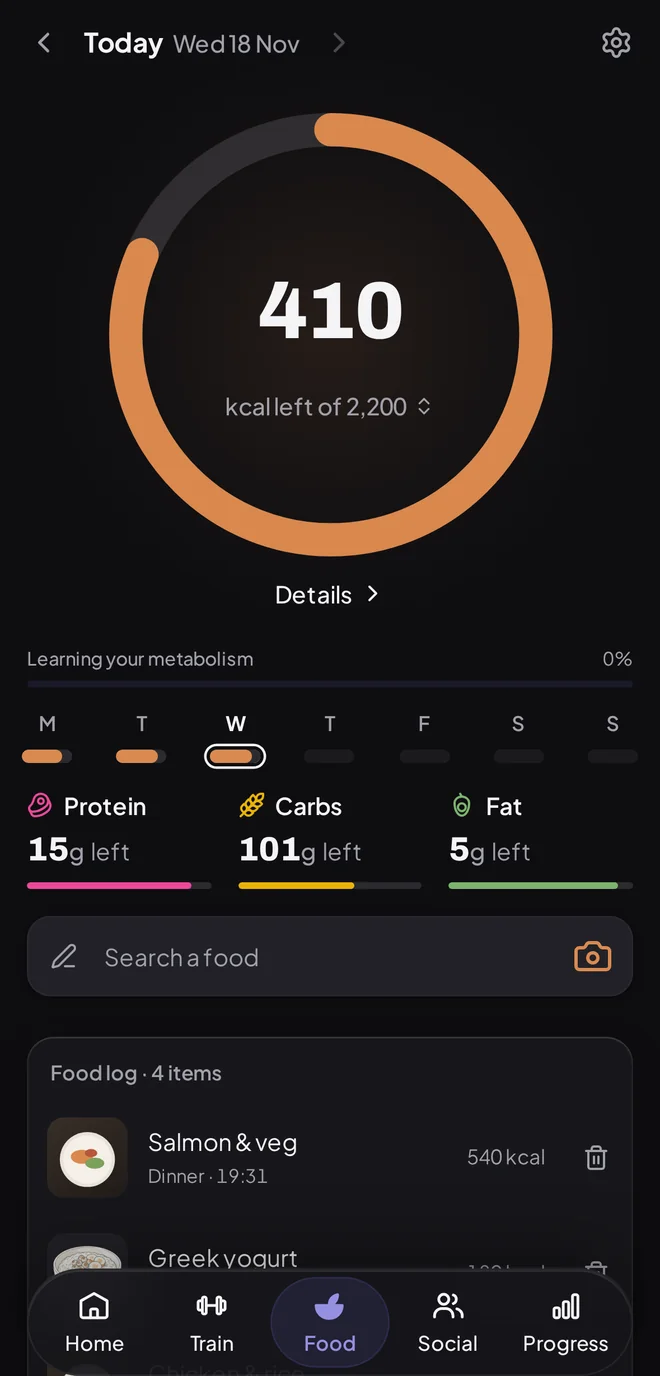 Today Wed 18 Nov
410
kcal left of 2,200
Details
Learning your metabolism 0%
M T W T F S S
Protein Carbs Fat
15g left 101g left 5g left
Search a food
Food log · 4 items
Salmon & veg
540 kcal
Dinner · 19:31
Greek yogurt
Home Train Food Social Progress
Chicken & rice